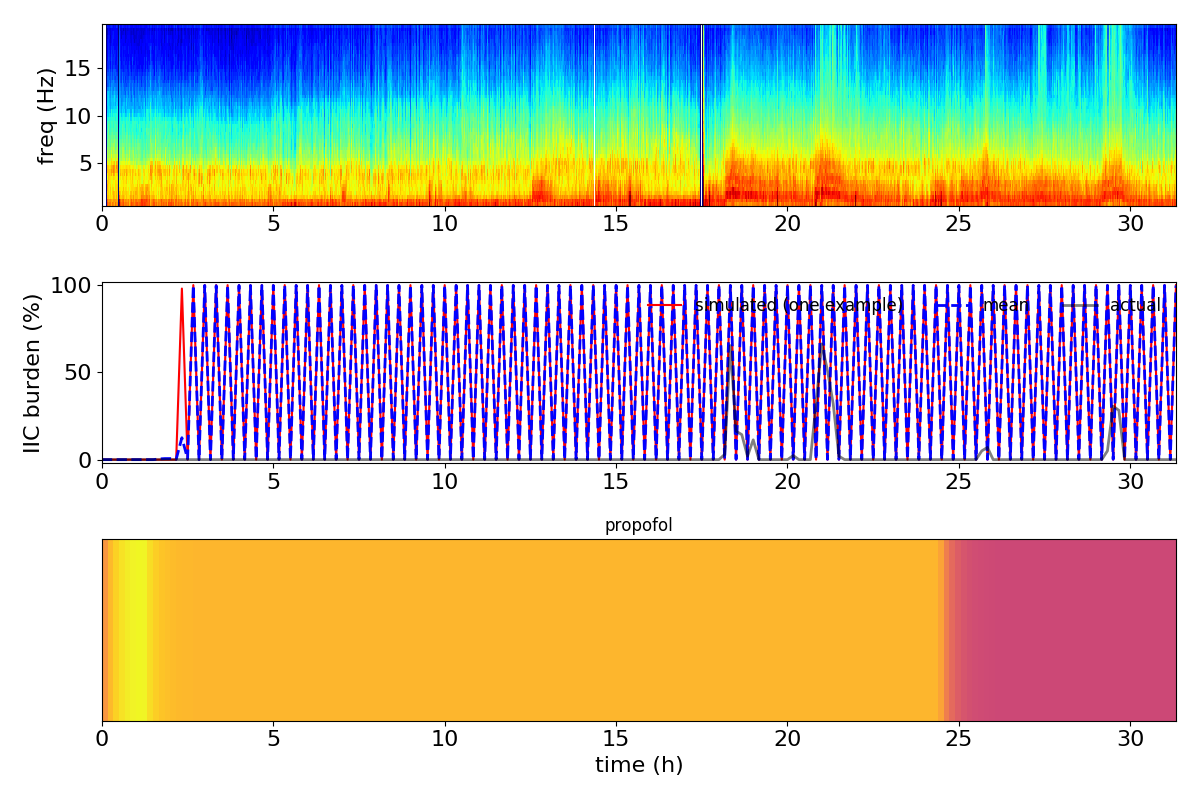 freq (Hz)
15
10
5
0 5 10 15 20 25 30
IIC burden (%)
100
50
0
simulated (one example) mean actual
0 5 10 15 20 25 30
propofol
0 5 10 15 20 25 30
time (h)